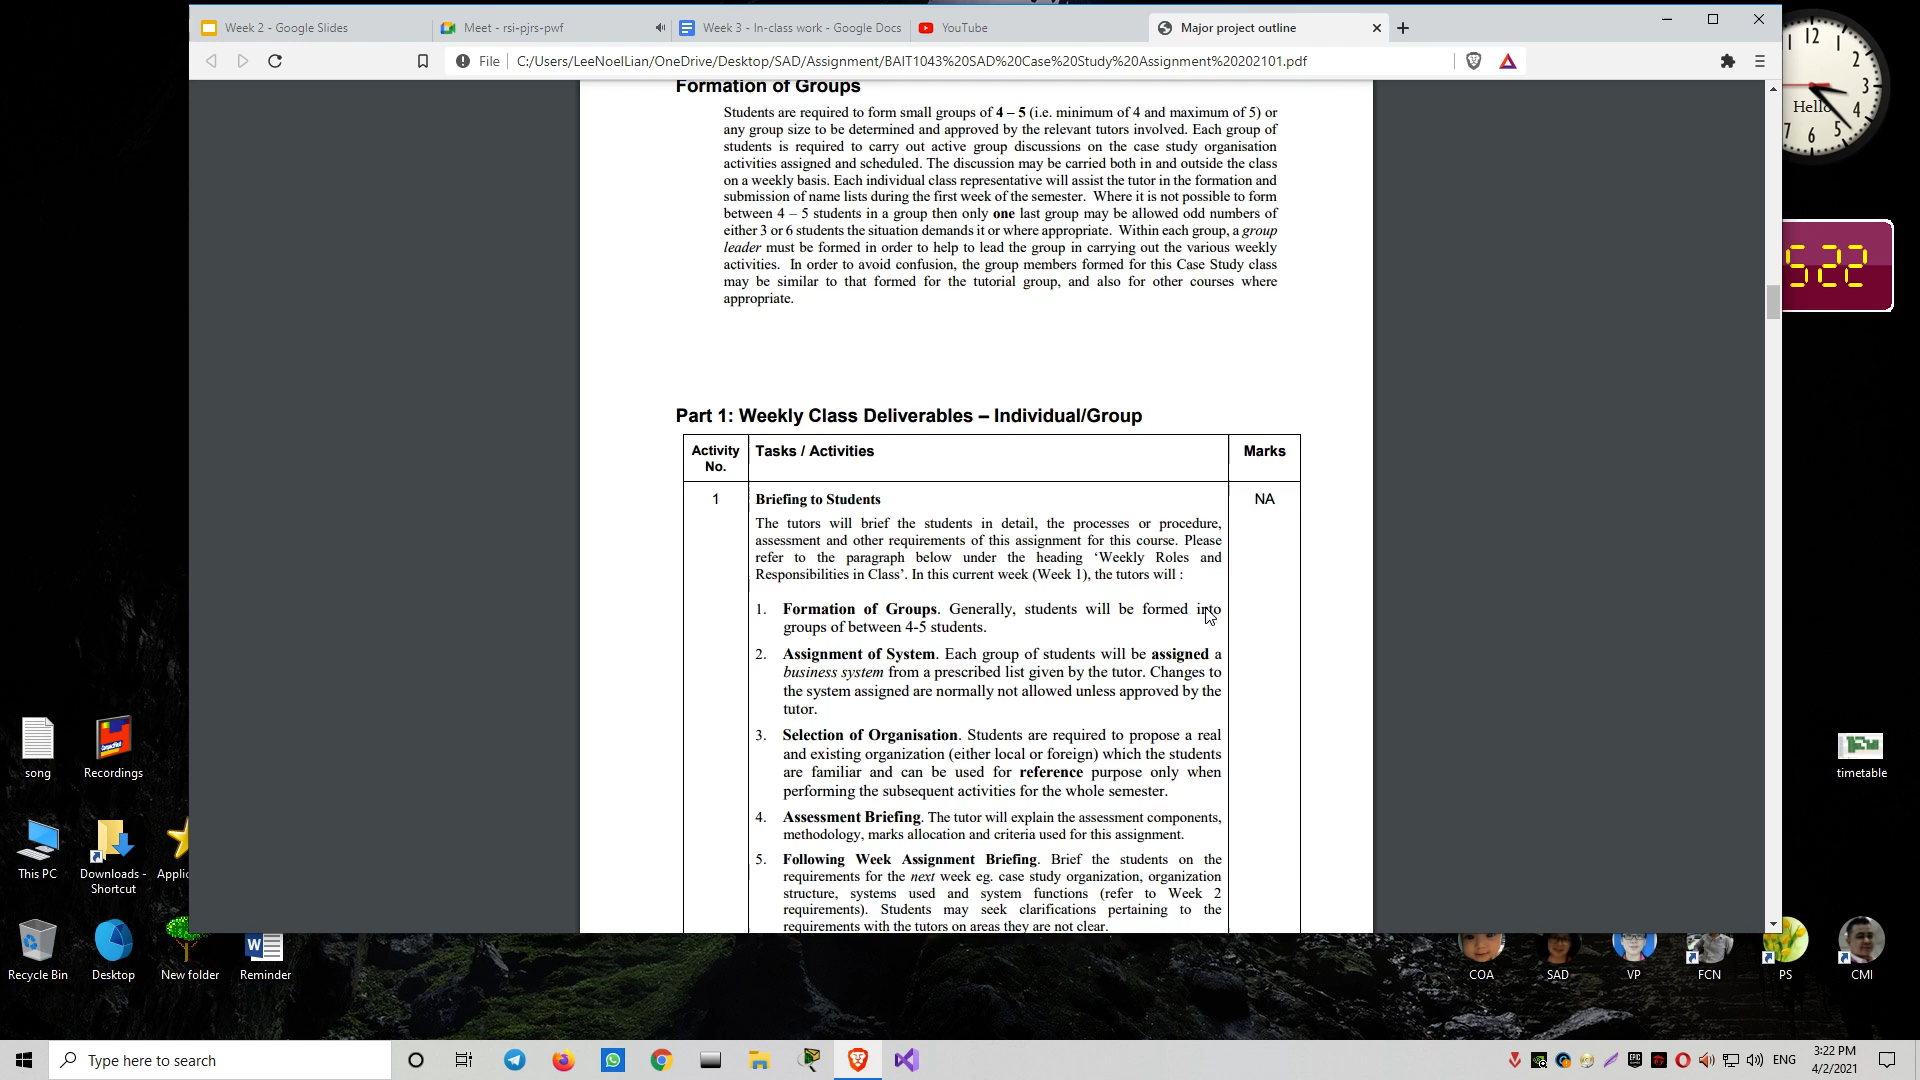 Week 2 - Google Slides
Meet - rsi-pjrs-pwf
Week 3 - In-class work - Google Docs
YouTube
Major project outline
File
C:/Users/LeeNoelLian/OneDrive/Desktop/SAD/Assignment/BAIT1043%20SAD%20Case%20Study%20Assignment%20202101.pdf
Formation of Groups
Students are required to form small groups of 4 – 5 (i.e. minimum of 4 and maximum of 5) or
any group size to be determined and approved by the relevant tutors involved. Each group of
students is required to carry out active group discussions on the case study organisation
activities assigned and scheduled. The discussion may be carried both in and outside the class
on a weekly basis. Each individual class representative will assist the tutor in the formation and
submission of name lists during the first week of the semester. Where it is not possible to form
between 4 – 5 students in a group then only one last group may be allowed odd numbers of
either 3 or 6 students the situation demands it or where appropriate. Within each group, a group
leader must be formed in order to help to lead the group in carrying out the various weekly
activities. In order to avoid confusion, the group members formed for this Case Study class
may be similar to that formed for the tutorial group, and also for other courses where
appropriate.
Part 1: Weekly Class Deliverables – Individual/Group
Activity
No.
Tasks / Activities
Marks
1
Briefing to Students
NA
The tutors will brief the students in detail, the processes or procedure,
assessment and other requirements of this assignment for this course. Please
refer to the paragraph below under the heading ‘Weekly Roles and
Responsibilities in Class’. In this current week (Week 1), the tutors will :
1. Formation of Groups. Generally, students will be formed into
groups of between 4-5 students.
2. Assignment of System. Each group of students will be assigned a
business system from a prescribed list given by the tutor. Changes to
the system assigned are normally not allowed unless approved by the
tutor.
3. Selection of Organisation. Students are required to propose a real
and existing organization (either local or foreign) which the students
are familiar and can be used for reference purpose only when
performing the subsequent activities for the whole semester.
4. Assessment Briefing. The tutor will explain the assessment components,
methodology, marks allocation and criteria used for this assignment.
5. Following Week Assignment Briefing. Brief the students on the
requirements for the next week eg. case study organization, organization
structure, systems used and system functions (refer to Week 2
requirements). Students may seek clarifications pertaining to the
requirements with the tutors on areas they are not clear.
12
1
2
3
4
5
6
7
Hello
522
song
Recordings
timetable
This PC
Downloads -
Shortcut
Applic
Recycle Bin
Desktop
New folder
Reminder
COA
SAD
VP
FCN
PS
CMI
Type here to search
ENG
3:22 PM
4/2/2021